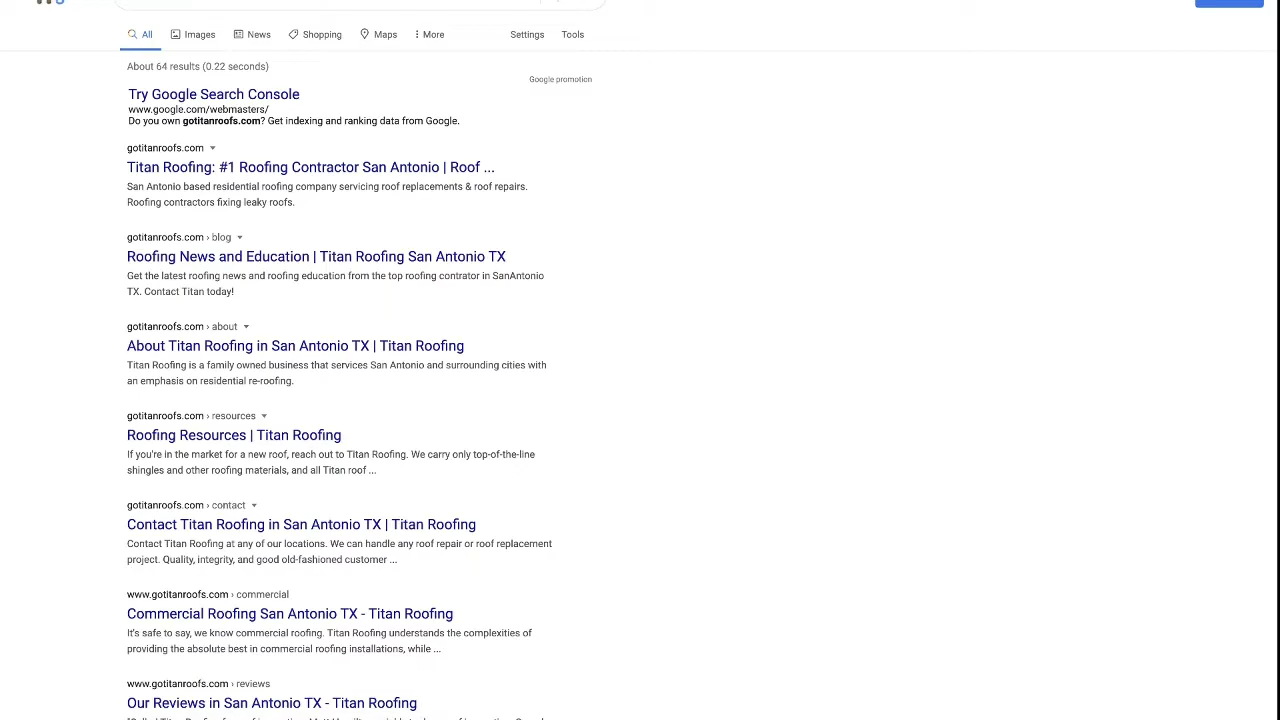 All Images News Shopping Maps More Settings Tools
About 64 results (0.22 seconds)
Google promotion
Try Google Search Console
www.google.com/webmasters/
Do you own gotitanroofs.com? Get indexing and ranking data from Google.
gotitanroofs.com
Titan Roofing: #1 Roofing Contractor San Antonio | Roof ...
San Antonio based residential roofing company servicing roof replacements & roof repairs.
Roofing contractors fixing leaky roofs.
gotitanroofs.com › blog
Roofing News and Education | Titan Roofing San Antonio TX
Get the latest roofing news and roofing education from the top roofing contrator in SanAntonio
TX. Contact Titan today!
gotitanroofs.com › about
About Titan Roofing in San Antonio TX | Titan Roofing
Titan Roofing is a family owned business that services San Antonio and surrounding cities with
an emphasis on residential re-roofing.
gotitanroofs.com › resources
Roofing Resources | Titan Roofing
If you're in the market for a new roof, reach out to Titan Roofing. We carry only top-of-the-line
shingles and other roofing materials, and all Titan roof ...
gotitanroofs.com › contact
Contact Titan Roofing in San Antonio TX | Titan Roofing
Contact Titan Roofing at any of our locations. We can handle any roof repair or roof replacement
project. Quality, integrity, and good old-fashioned customer ...
www.gotitanroofs.com › commercial
Commercial Roofing San Antonio TX - Titan Roofing
It's safe to say, we know commercial roofing. Titan Roofing understands the complexities of
providing the absolute best in commercial roofing installations, while ...
www.gotitanroofs.com › reviews
Our Reviews in San Antonio TX - Titan Roofing